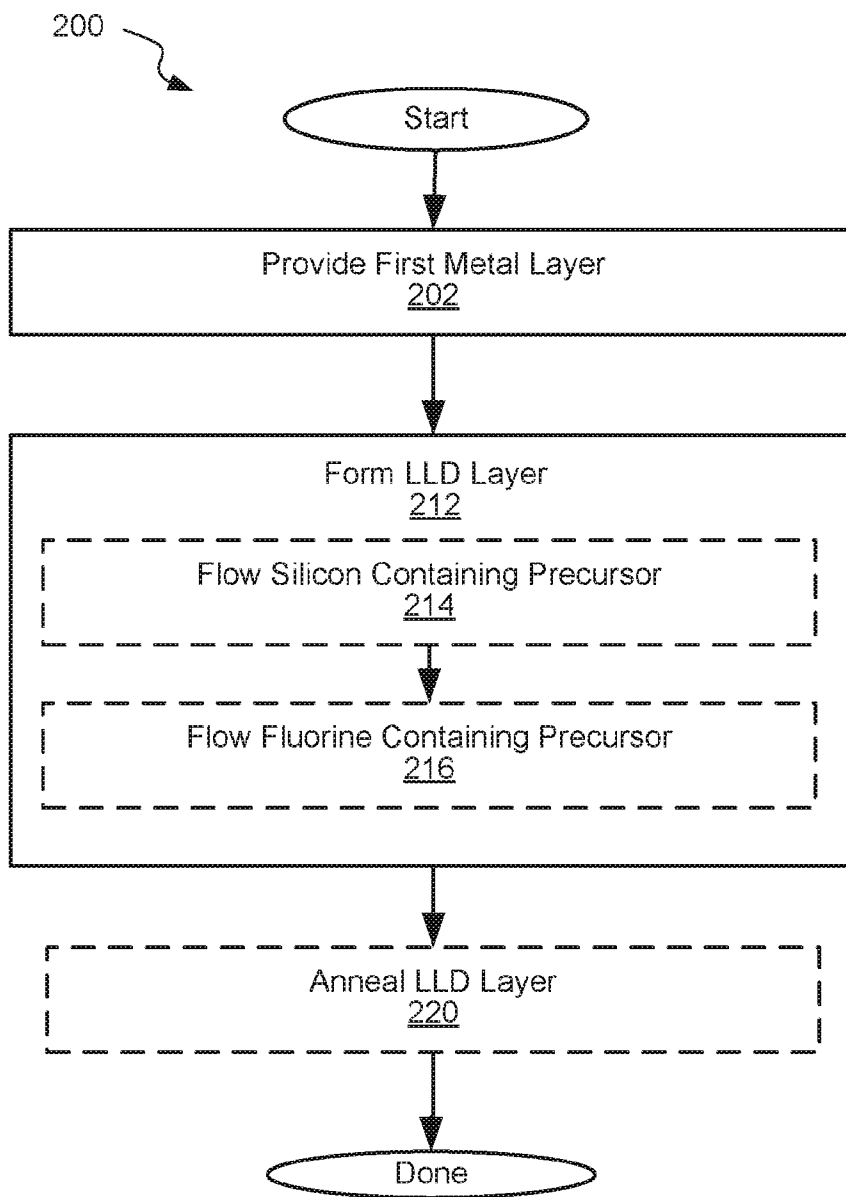 200
Start
Provide First Metal Layer
202
Form LLD Layer
212
Flow Silicon Containing Precursor
214
Flow Fluorine Containing Precursor
216
Anneal LLD Layer
220
Done